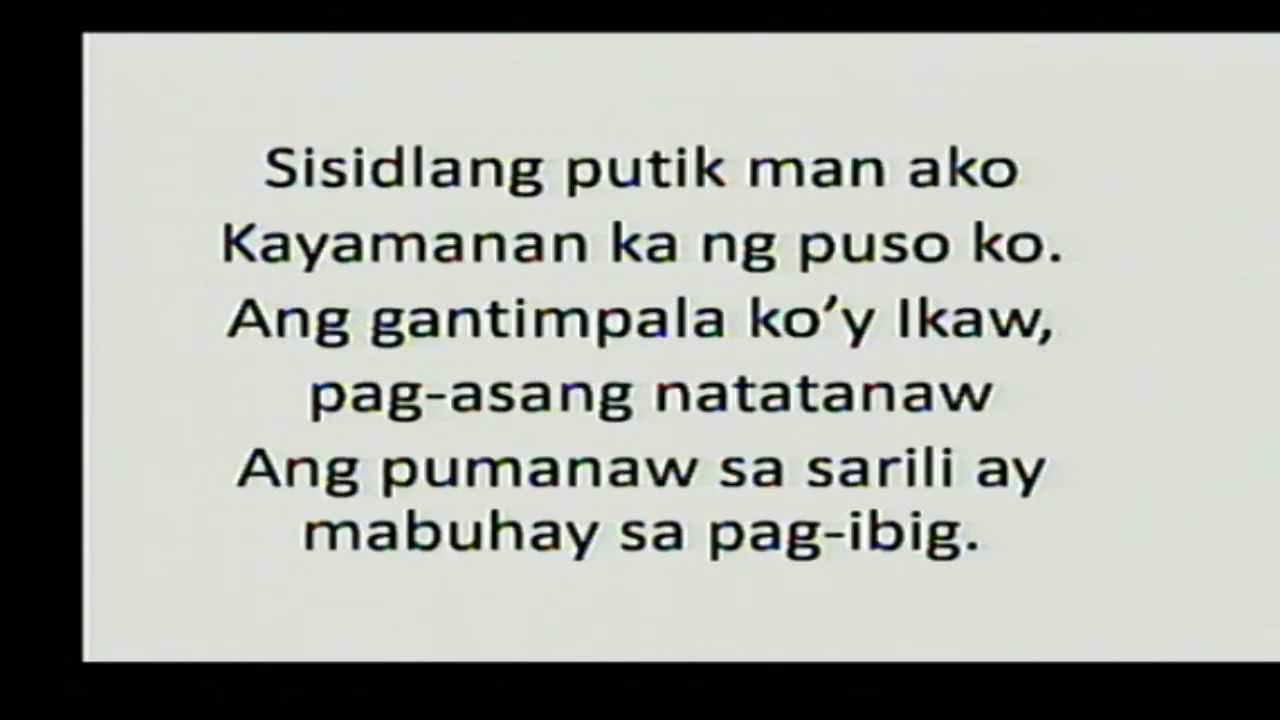 Sisidlang putik man ako
Kayamanan ka ng puso ko.
Ang gantimpala ko’y Ikaw,
pag-asang natatanaw
Ang pumanaw sa sarili ay
mabuhay sa pag-ibig.